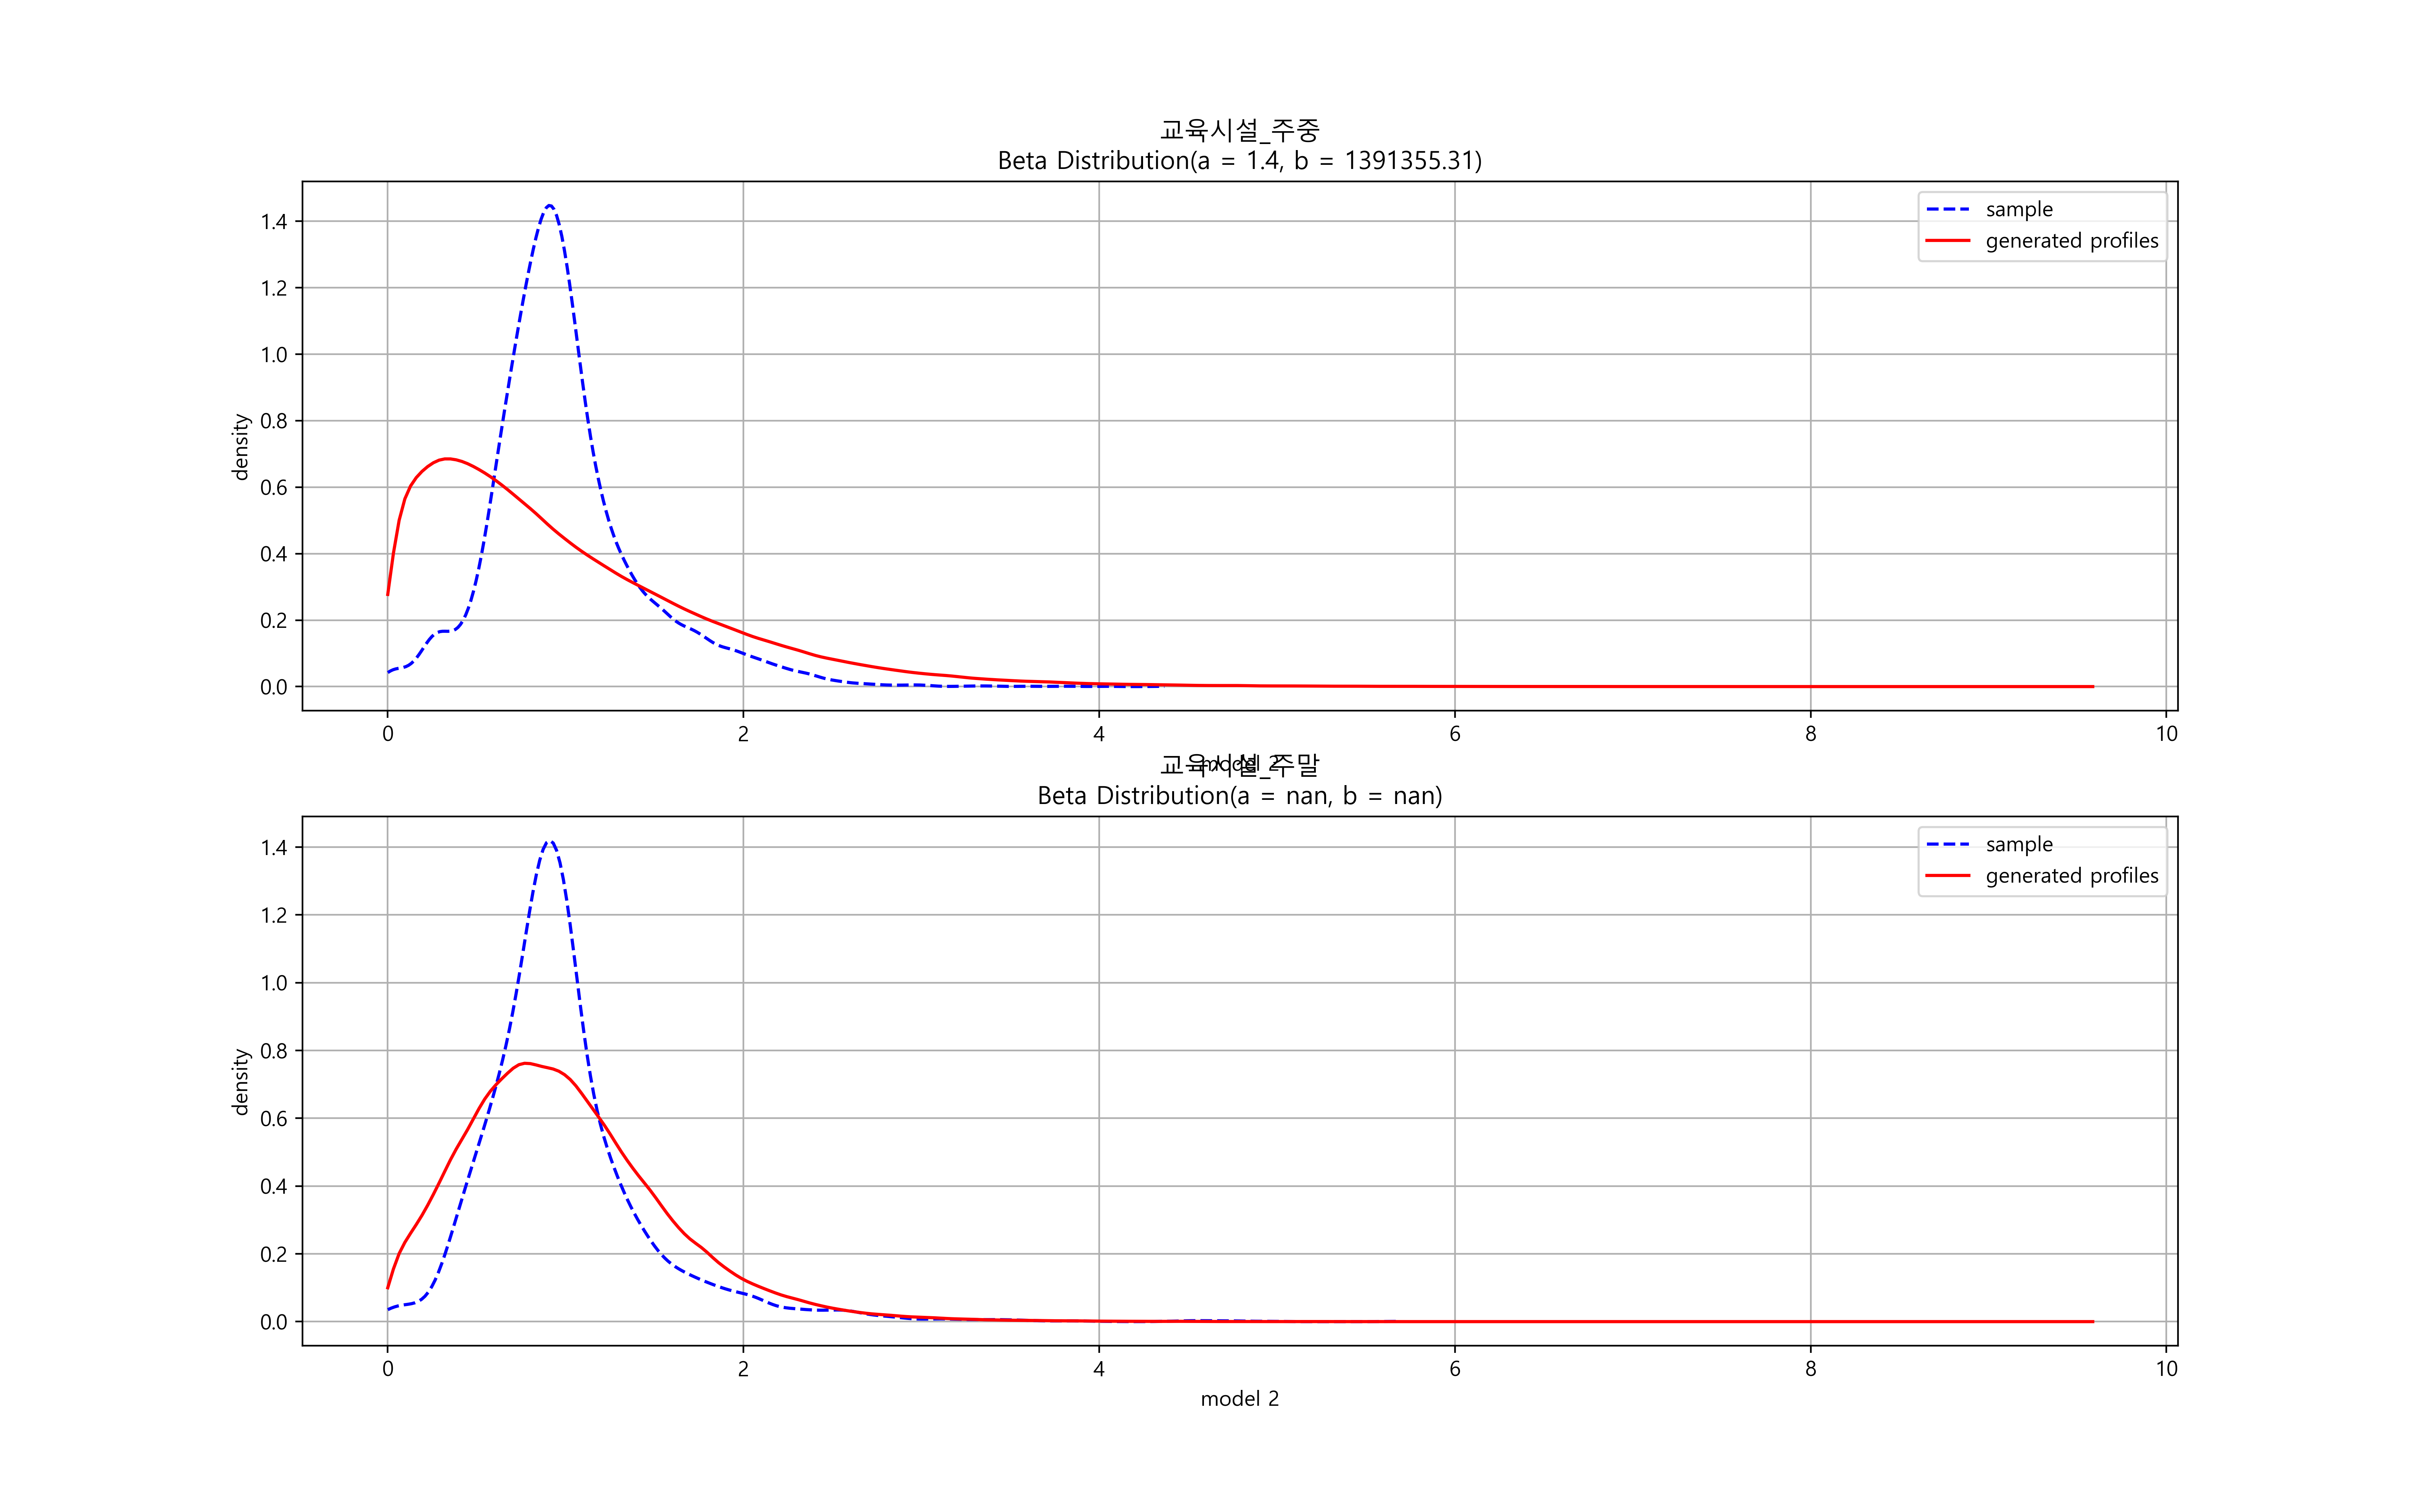 교육시설_주중
Beta Distribution(a = 1.4, b = 1391355.31)
sample
generated profiles
density
1.4
1.2
1.0
0.8
0.6
0.4
0.2
0.0
0 2 4 6 8 10
model 2
교육시설_주말
Beta Distribution(a = nan, b = nan)
sample
generated profiles
density
1.4
1.2
1.0
0.8
0.6
0.4
0.2
0.0
0 2 4 6 8 10
model 2